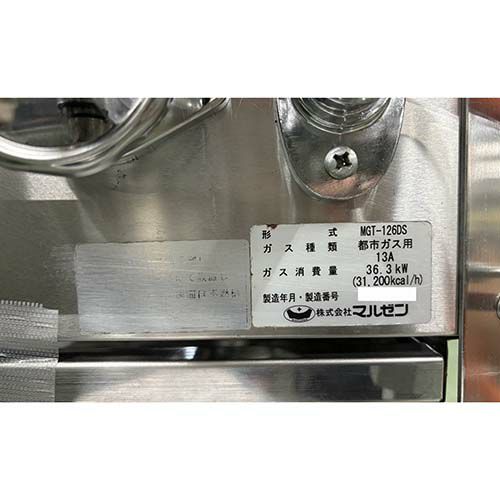 形 式 MGT-126DS
ガス種類 都市ガス用
13A
ガス消費量 36.3kW
(31,200kcal/h)
製造年月・製造番号
株式会社マルゼン